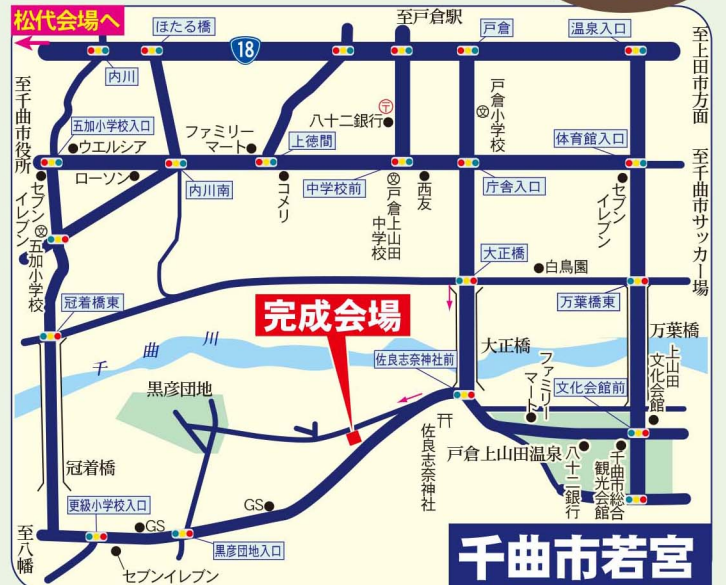 松代会場へ
ほたる橋
18
至戸倉駅
戸倉
温泉入口
内川
至上田市方面
至千曲市役所
五加小学校入口
ウエルシア
ファミリー
マート
八十二銀行
〒
上徳間
文
戸倉小学校
体育館入口
ローソン
内川南
コメリ
中学校前
文
戸倉上山田
中学校
西友
庁舎入口
セブン
イレブン
至千曲市サッカー場
セブン
イレブン
文
五加小学校
大正橋
白鳥園
冠着橋東
完成会場
万葉橋東
千曲川
佐良志奈神社前
大正橋
万葉橋
黒彦団地
ファミリー
マート
文化会館前
上山田
文化会館
佐良志奈神社
戸倉上山田温泉
八十二銀行
千曲市総合
観光会館
冠着橋
更級小学校入口
GS
GS
至八幡
黒彦団地入口
セブンイレブン
千曲市若宮